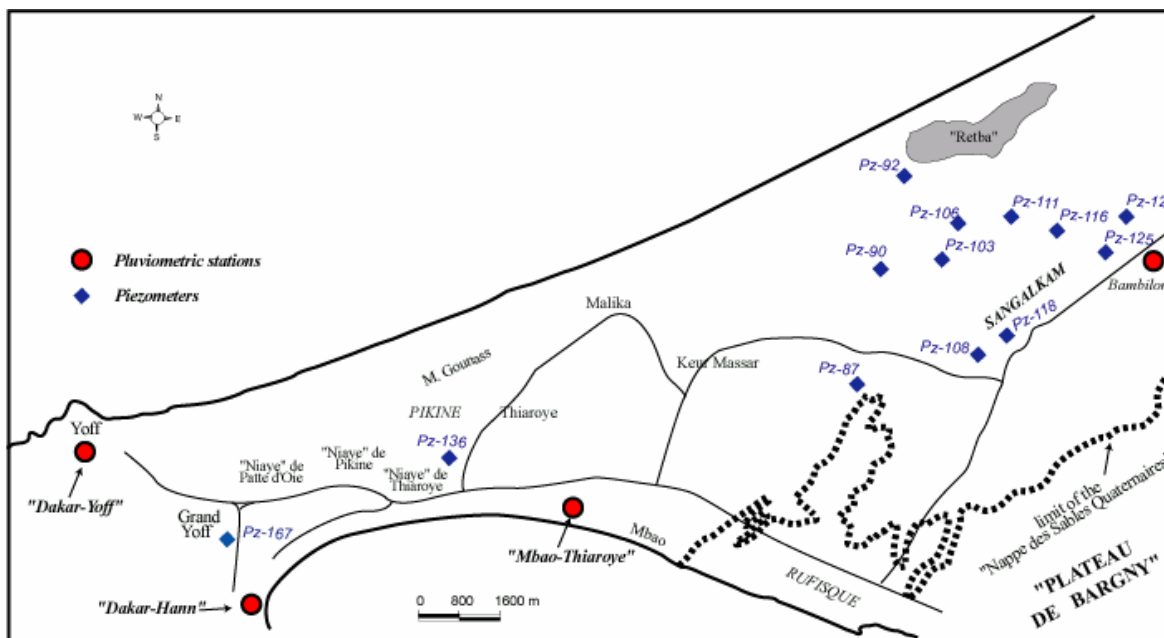 N
W E
S
"Retba"
Pz-92
Pz-111
Pz-12
Pz-106
Pz-116
Pz-125
Pz-103
Pz-90
Pluviometric stations
Piezometers
Bambilor
SANGALKAM
Malika
Pz-118
Pz-108
Keur Massar
M. Gounass
Pz-87
PIKINE
Thiaroye
Yoff
Pz-136
"Niaye" de
Patte d'Oie
"Niaye" de
Pikine
"Niaye" de
Thiaroye
"Dakar-Yoff"
limit of the
"Nappe des Sables Quaternaires"
Grand
Yoff
Pz-167
Mbao
"Mbao-Thiaroye"
RUFISQUE
"PLATEAU
DE BARGNY"
"Dakar-Hann"
0 800 1600 m